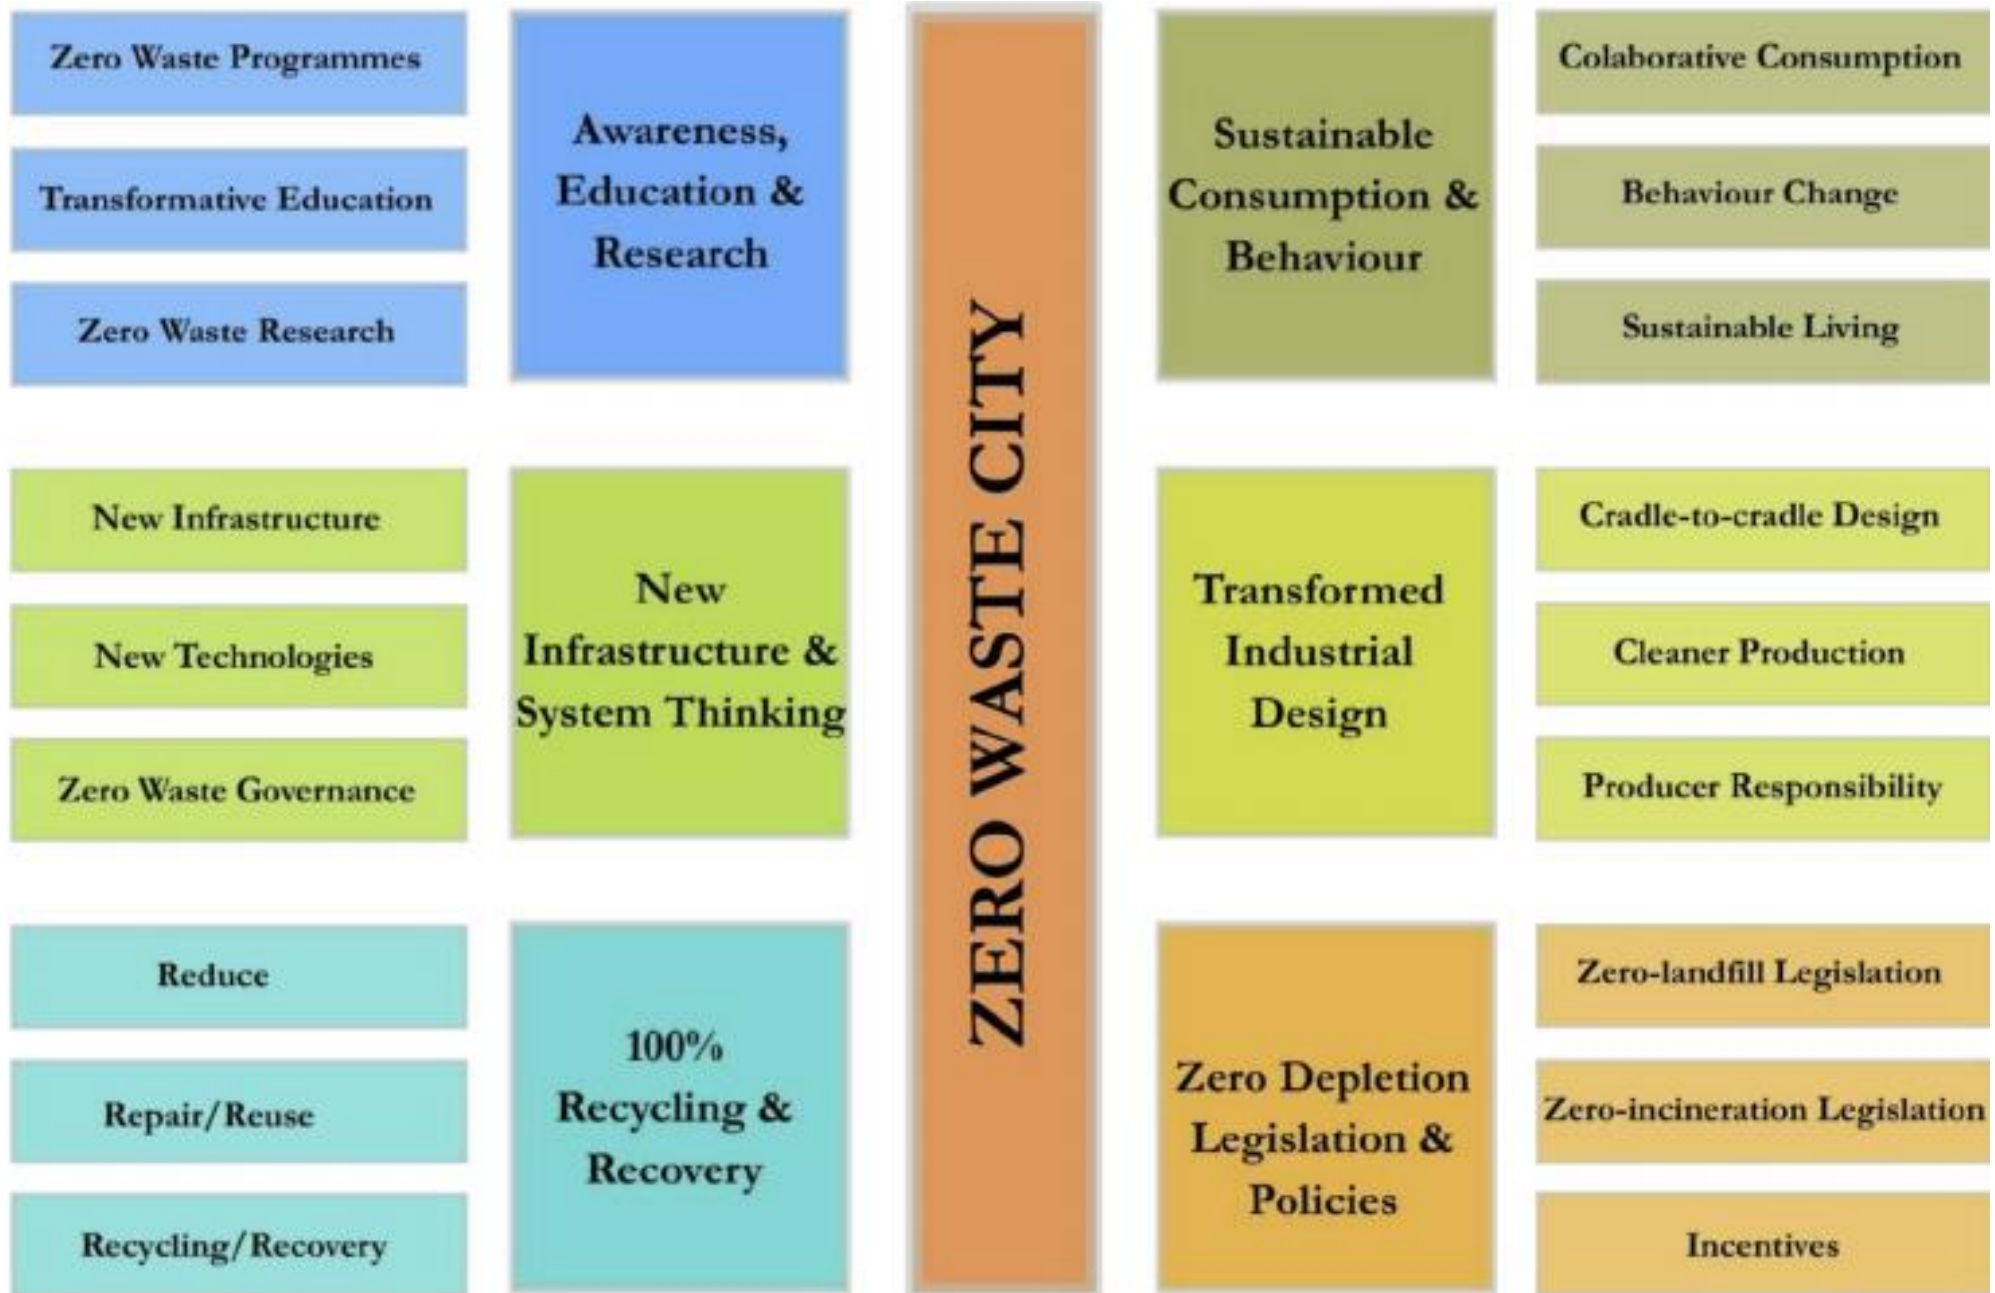 Zero Waste Programmes
Transformative Education
Zero Waste Research
Awareness,
Education &
Research
New Infrastructure
New Technologies
Zero Waste Governance
New
Infrastructure &
System Thinking
Reduce
Repair/Reuse
Recycling/Recovery
100%
Recycling &
Recovery
ZERO WASTE CITY
Sustainable
Consumption &
Behaviour
Colaborative Consumption
Behaviour Change
Sustainable Living
Transformed
Industrial
Design
Cradle-to-cradle Design
Cleaner Production
Producer Responsibility
Zero Depletion
Legislation &
Policies
Zero-landfill Legislation
Zero-incineration Legislation
Incentives